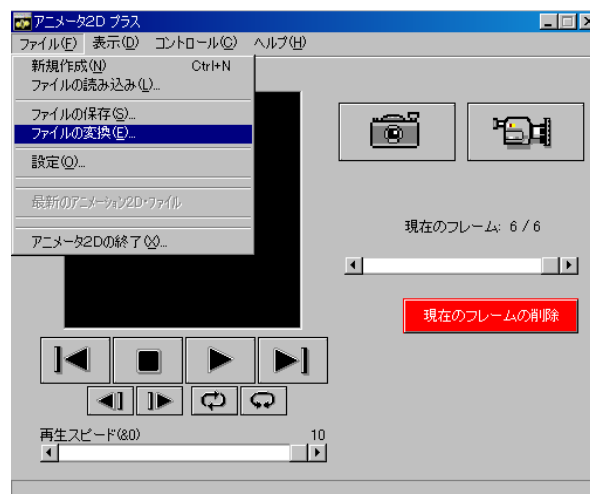 アニメータ2D プラス
ファイル(F) 表示(D) コントロール(C) ヘルプ(H)
新規作成(N) Ctrl+N
ファイルの読み込み(L)...
ファイルの保存(S)...
ファイルの変換(E)...
設定(O)...
最新のアニメーション2D・ファイル
アニメータ2Dの終了(X)...
現在のフレーム: 6 / 6
現在のフレームの削除
再生スピード(&0) 10